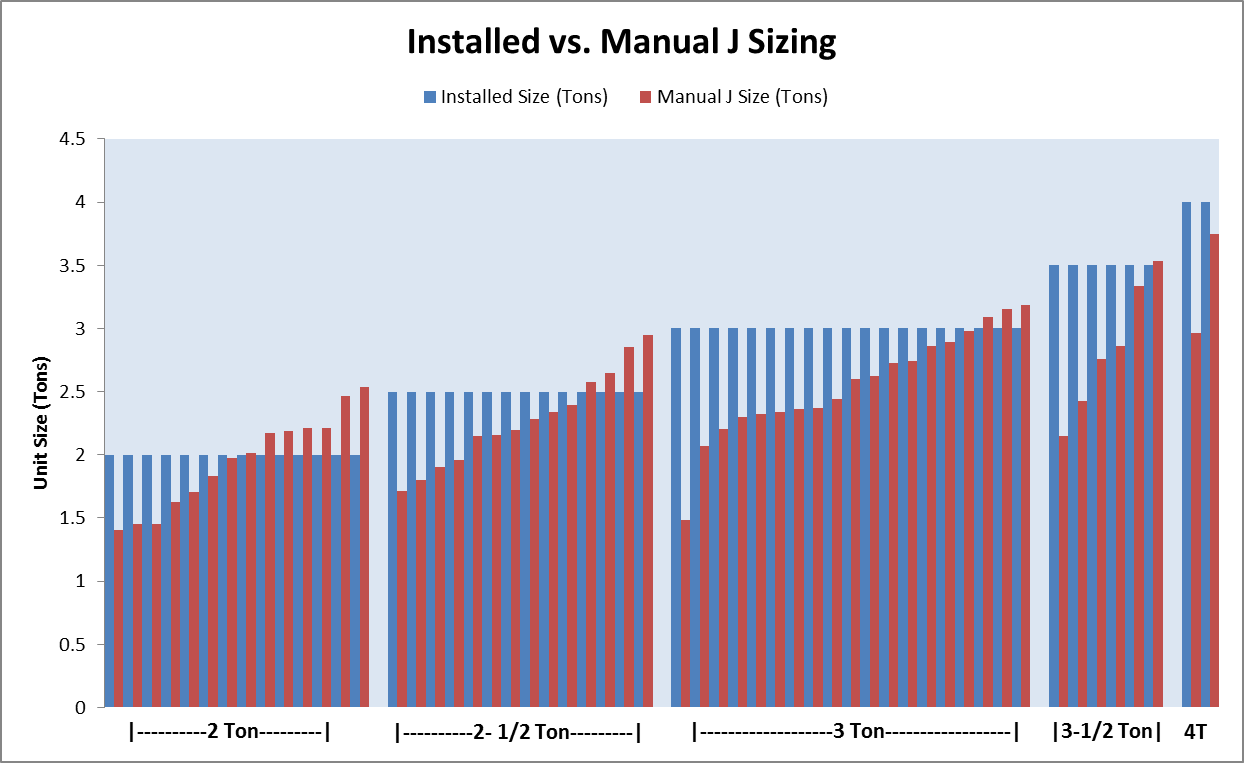 Installed vs. Manual J Sizing
Installed Size (Tons) Manual J Size (Tons)
4.5
4
3.5
3
2.5
2
1.5
1
0.5
0
Unit Size (Tons)
|----------2 Ton---------| |----------2- 1/2 Ton---------| |-------------------3 Ton------------------| |3-1/2 Ton| 4T